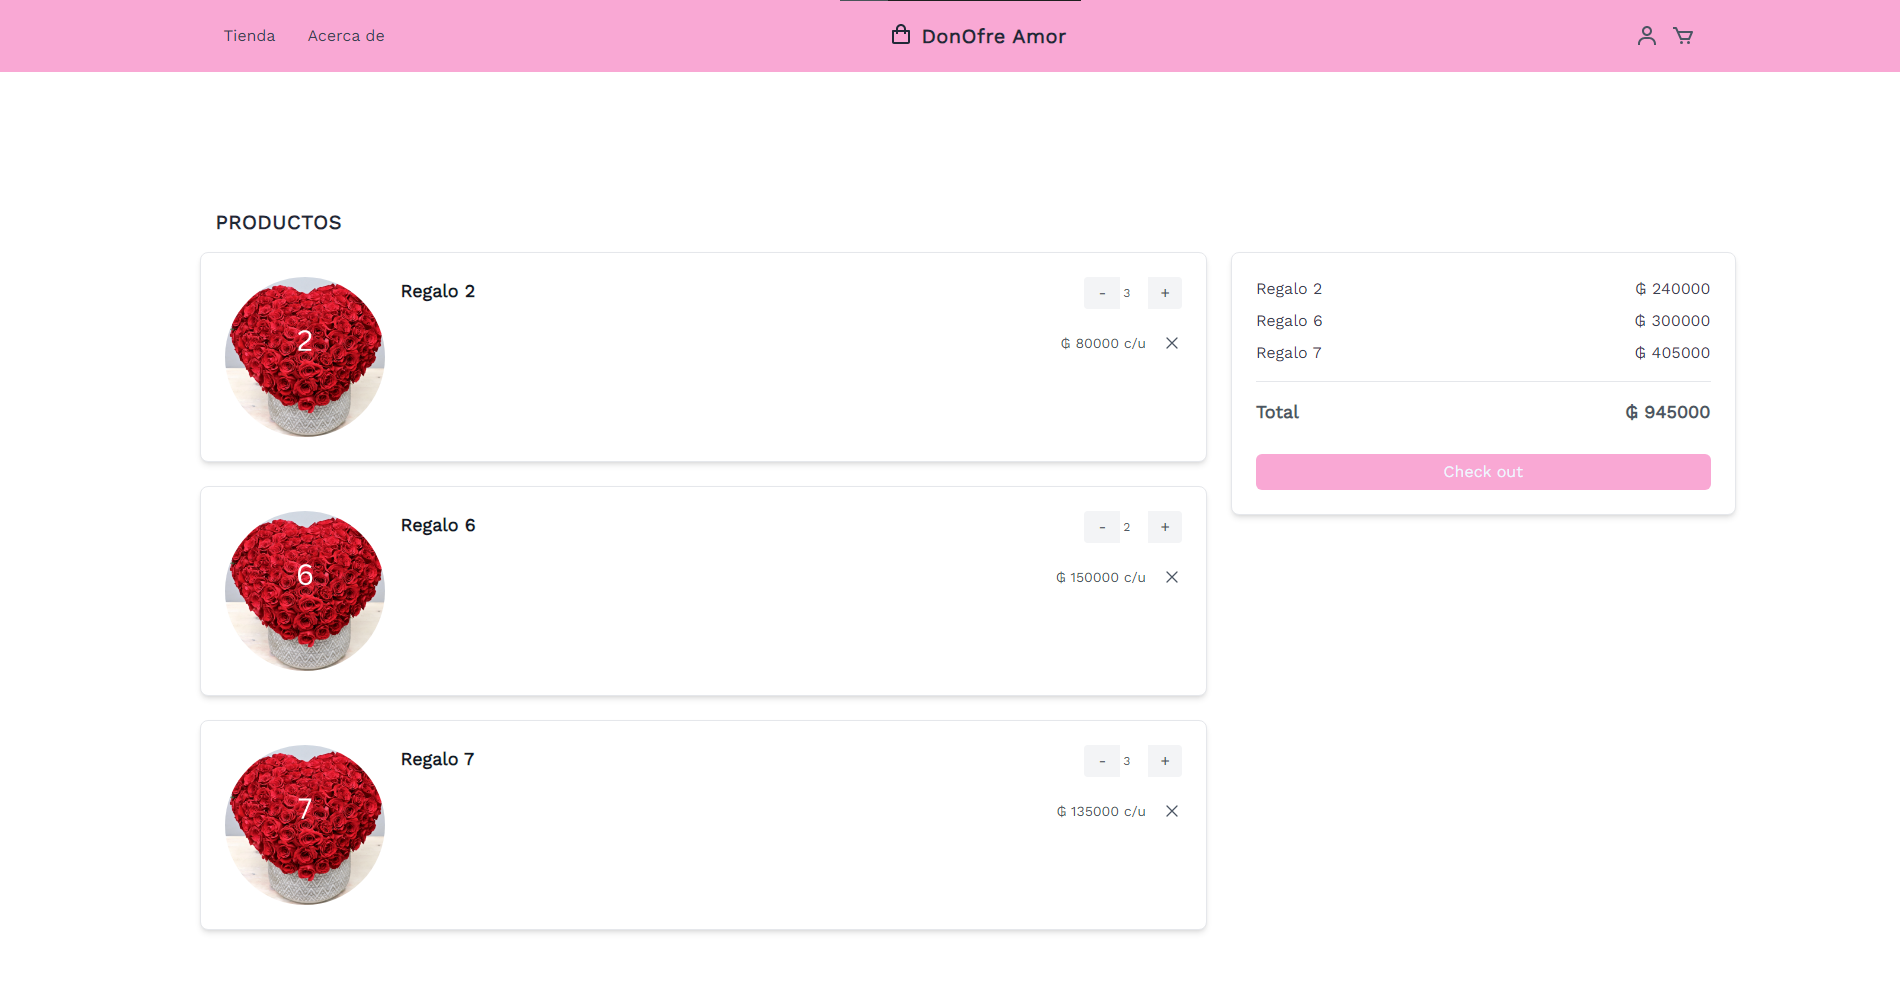 Tienda Acerca de DonOfre Amor
PRODUCTOS
2
Regalo 2
- 3 +
₲ 80000 c/u
6
Regalo 6
- 2 +
₲ 150000 c/u
7
Regalo 7
- 3 +
₲ 135000 c/u
Regalo 2 ₲ 240000
Regalo 6 ₲ 300000
Regalo 7 ₲ 405000
Total ₲ 945000
Check out